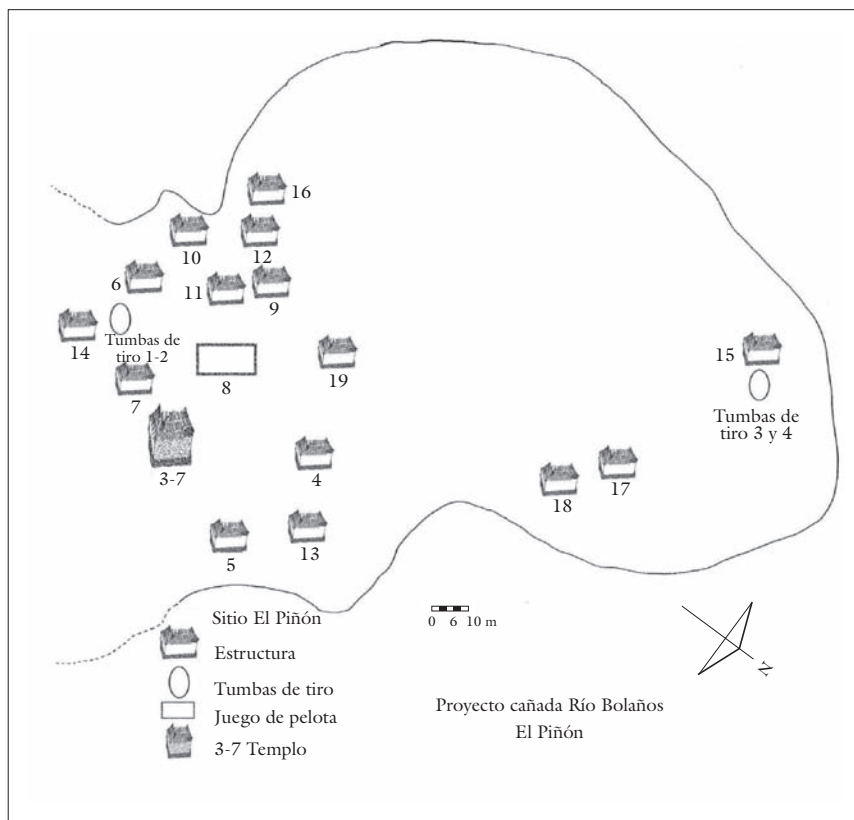 16
10
12
6
11
9
14
Tumbas de
tiro 1-2
8
19
15
7
Tumbas de
tiro 3 y 4
3-7
4
18
17
5
13
Sitio El Piñón
0 6 10 m
Estructura
Tumbas de tiro
Juego de pelota
3-7 Templo
Proyecto cañada Río Bolaños
El Piñón
N